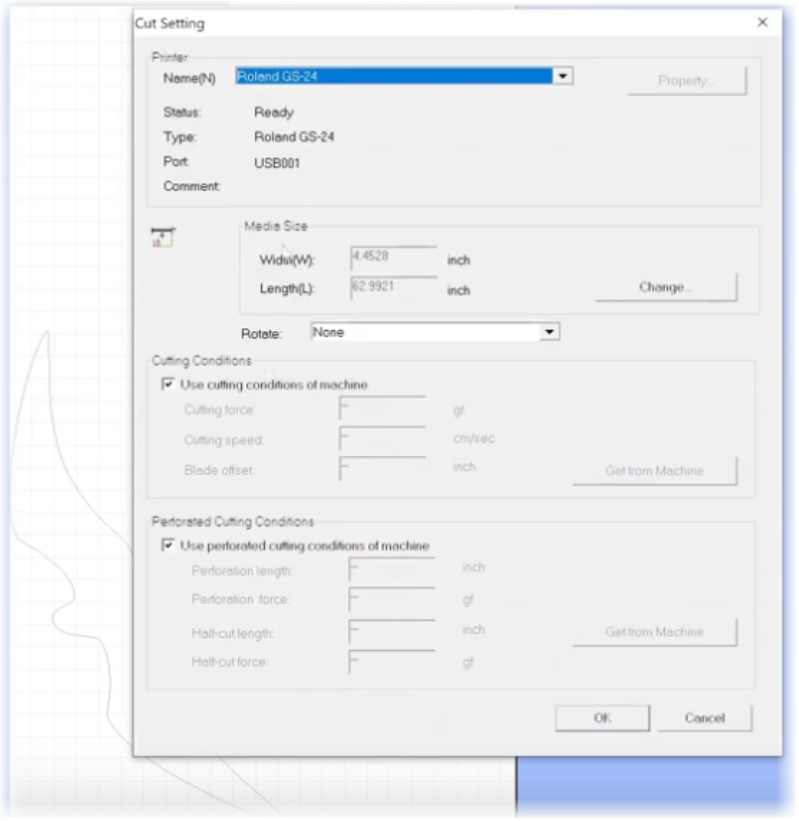 Cut Setting
Printer
Name(N)
Roland GS-24
Property...
Status: Ready
Type: Roland GS-24
Port: USB001
Comment:
Media Size
Width(W): 4.4528 inch
Length(L): 62.9921 inch
Change...
Rotate: None
Cutting Conditions
Use cutting conditions of machine
Cutting force: gf
Cutting speed: cm/sec
Blade offset: inch
Get from Machine
Perforated Cutting Conditions
Use perforated cutting conditions of machine
Perforation length: inch
Perforation force: gf
Half-cut length: inch
Get from Machine
Half-cut force: gf
OK
Cancel